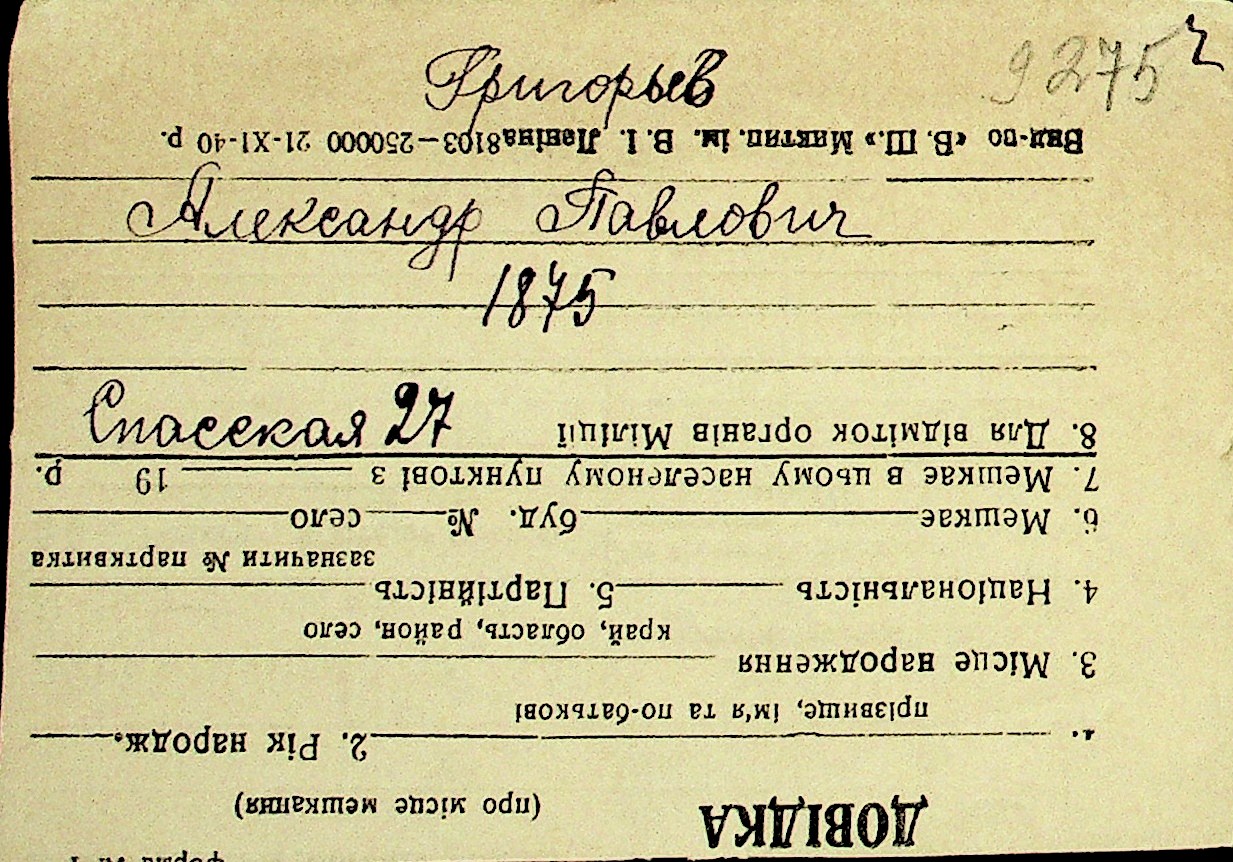 9275 ч
Григорьев
Александр Павлович
1875
Спасская 27
ДОВІДКА
(про місце мешкання)
1. 2. Рік народж.
прізвище, ім'я та по-батькові
3. Місце народження
край, область, район, село
4. Національність 5. Партійність
зазначити № партквитка
6. Мешкає буд. № село
7. Мешкає в цьому населеному пунктові з 19 р.
8. Для відміток органів Міліції
Вид-во «В. Ш.» Миктип. ім. В. І. Леніна 8103—250000 21-XI-40 р.